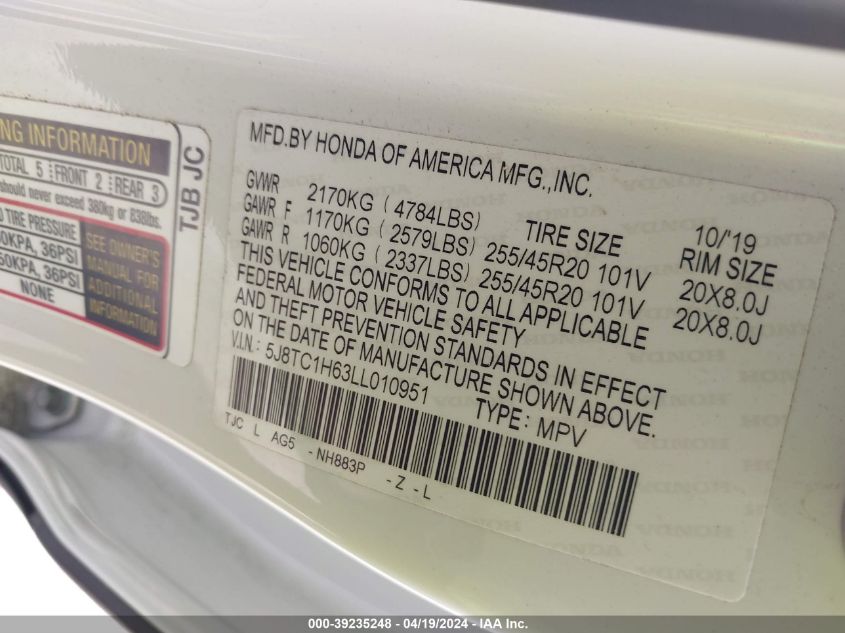 NG INFORMATION
TOTAL 5 FRONT 2 REAR 3
should never exceed 380kg or 838lbs.
TIRE PRESSURE
KPA, 36PSI
KPA, 36PSI
NONE
SEE OWNER'S
MANUAL FOR
ADDITIONAL
INFORMATION
TJB JC
MFD.BY HONDA OF AMERICA MFG.,INC.
10/'19
GVWR 2170KG (4784LBS) TIRE SIZE RIM SIZE
GAWR F 1170KG (2579LBS) 255/45R20 101V 20X8.0J
GAWR R 1060KG (2337LBS) 255/45R20 101V 20X8.0J
THIS VEHICLE CONFORMS TO ALL APPLICABLE
FEDERAL MOTOR VEHICLE SAFETY
AND THEFT PREVENTION STANDARDS IN EFFECT
ON THE DATE OF MANUFACTURE SHOWN ABOVE.
V.I.N.: 5J8TC1H63LL010951 TYPE: MPV
TJC L AG5 -NH883P -Z-L
000-39235248 - 04/19/2024 - IAA Inc.